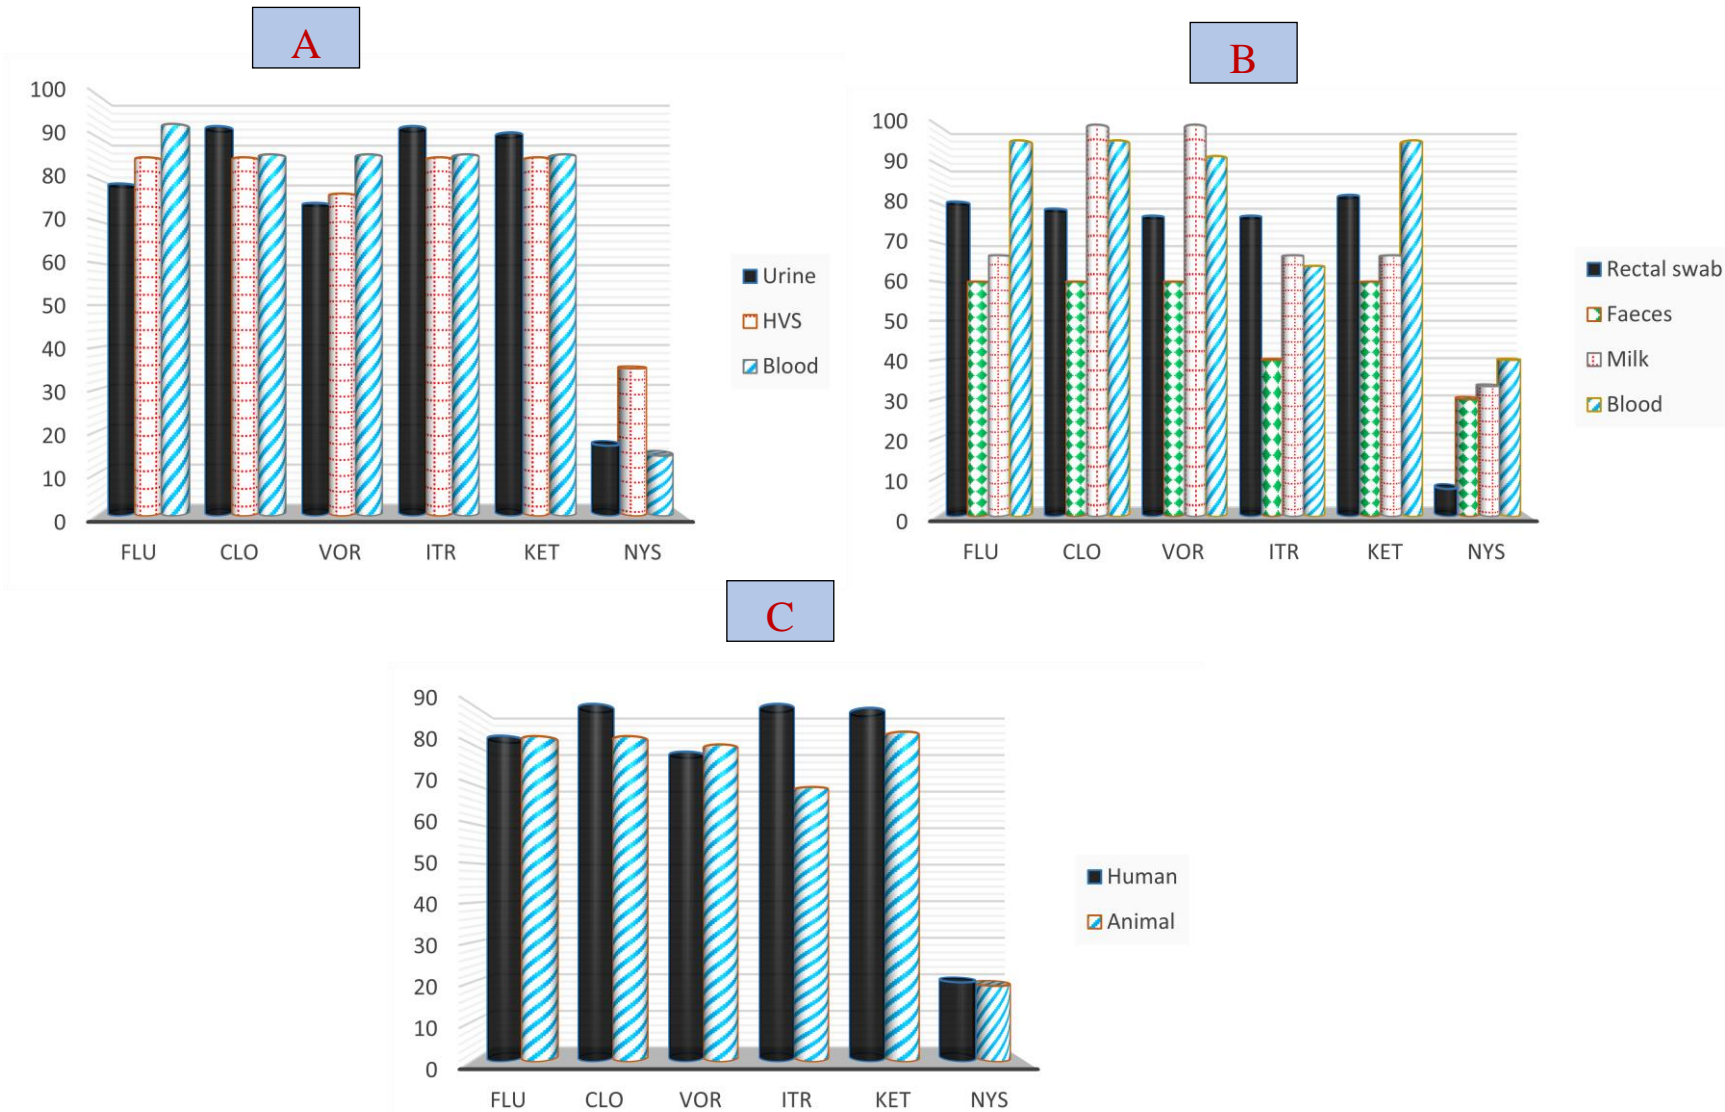 A
100
90
80
70
60
50
40
30
20
10
0
FLU CLO VOR ITR KET NYS
Urine
HVS
Blood
B
100
90
80
70
60
50
40
30
20
10
0
FLU CLO VOR ITR KET NYS
Rectal swab
Faeces
Milk
Blood
C
90
80
70
60
50
40
30
20
10
0
FLU CLO VOR ITR KET NYS
Human
Animal